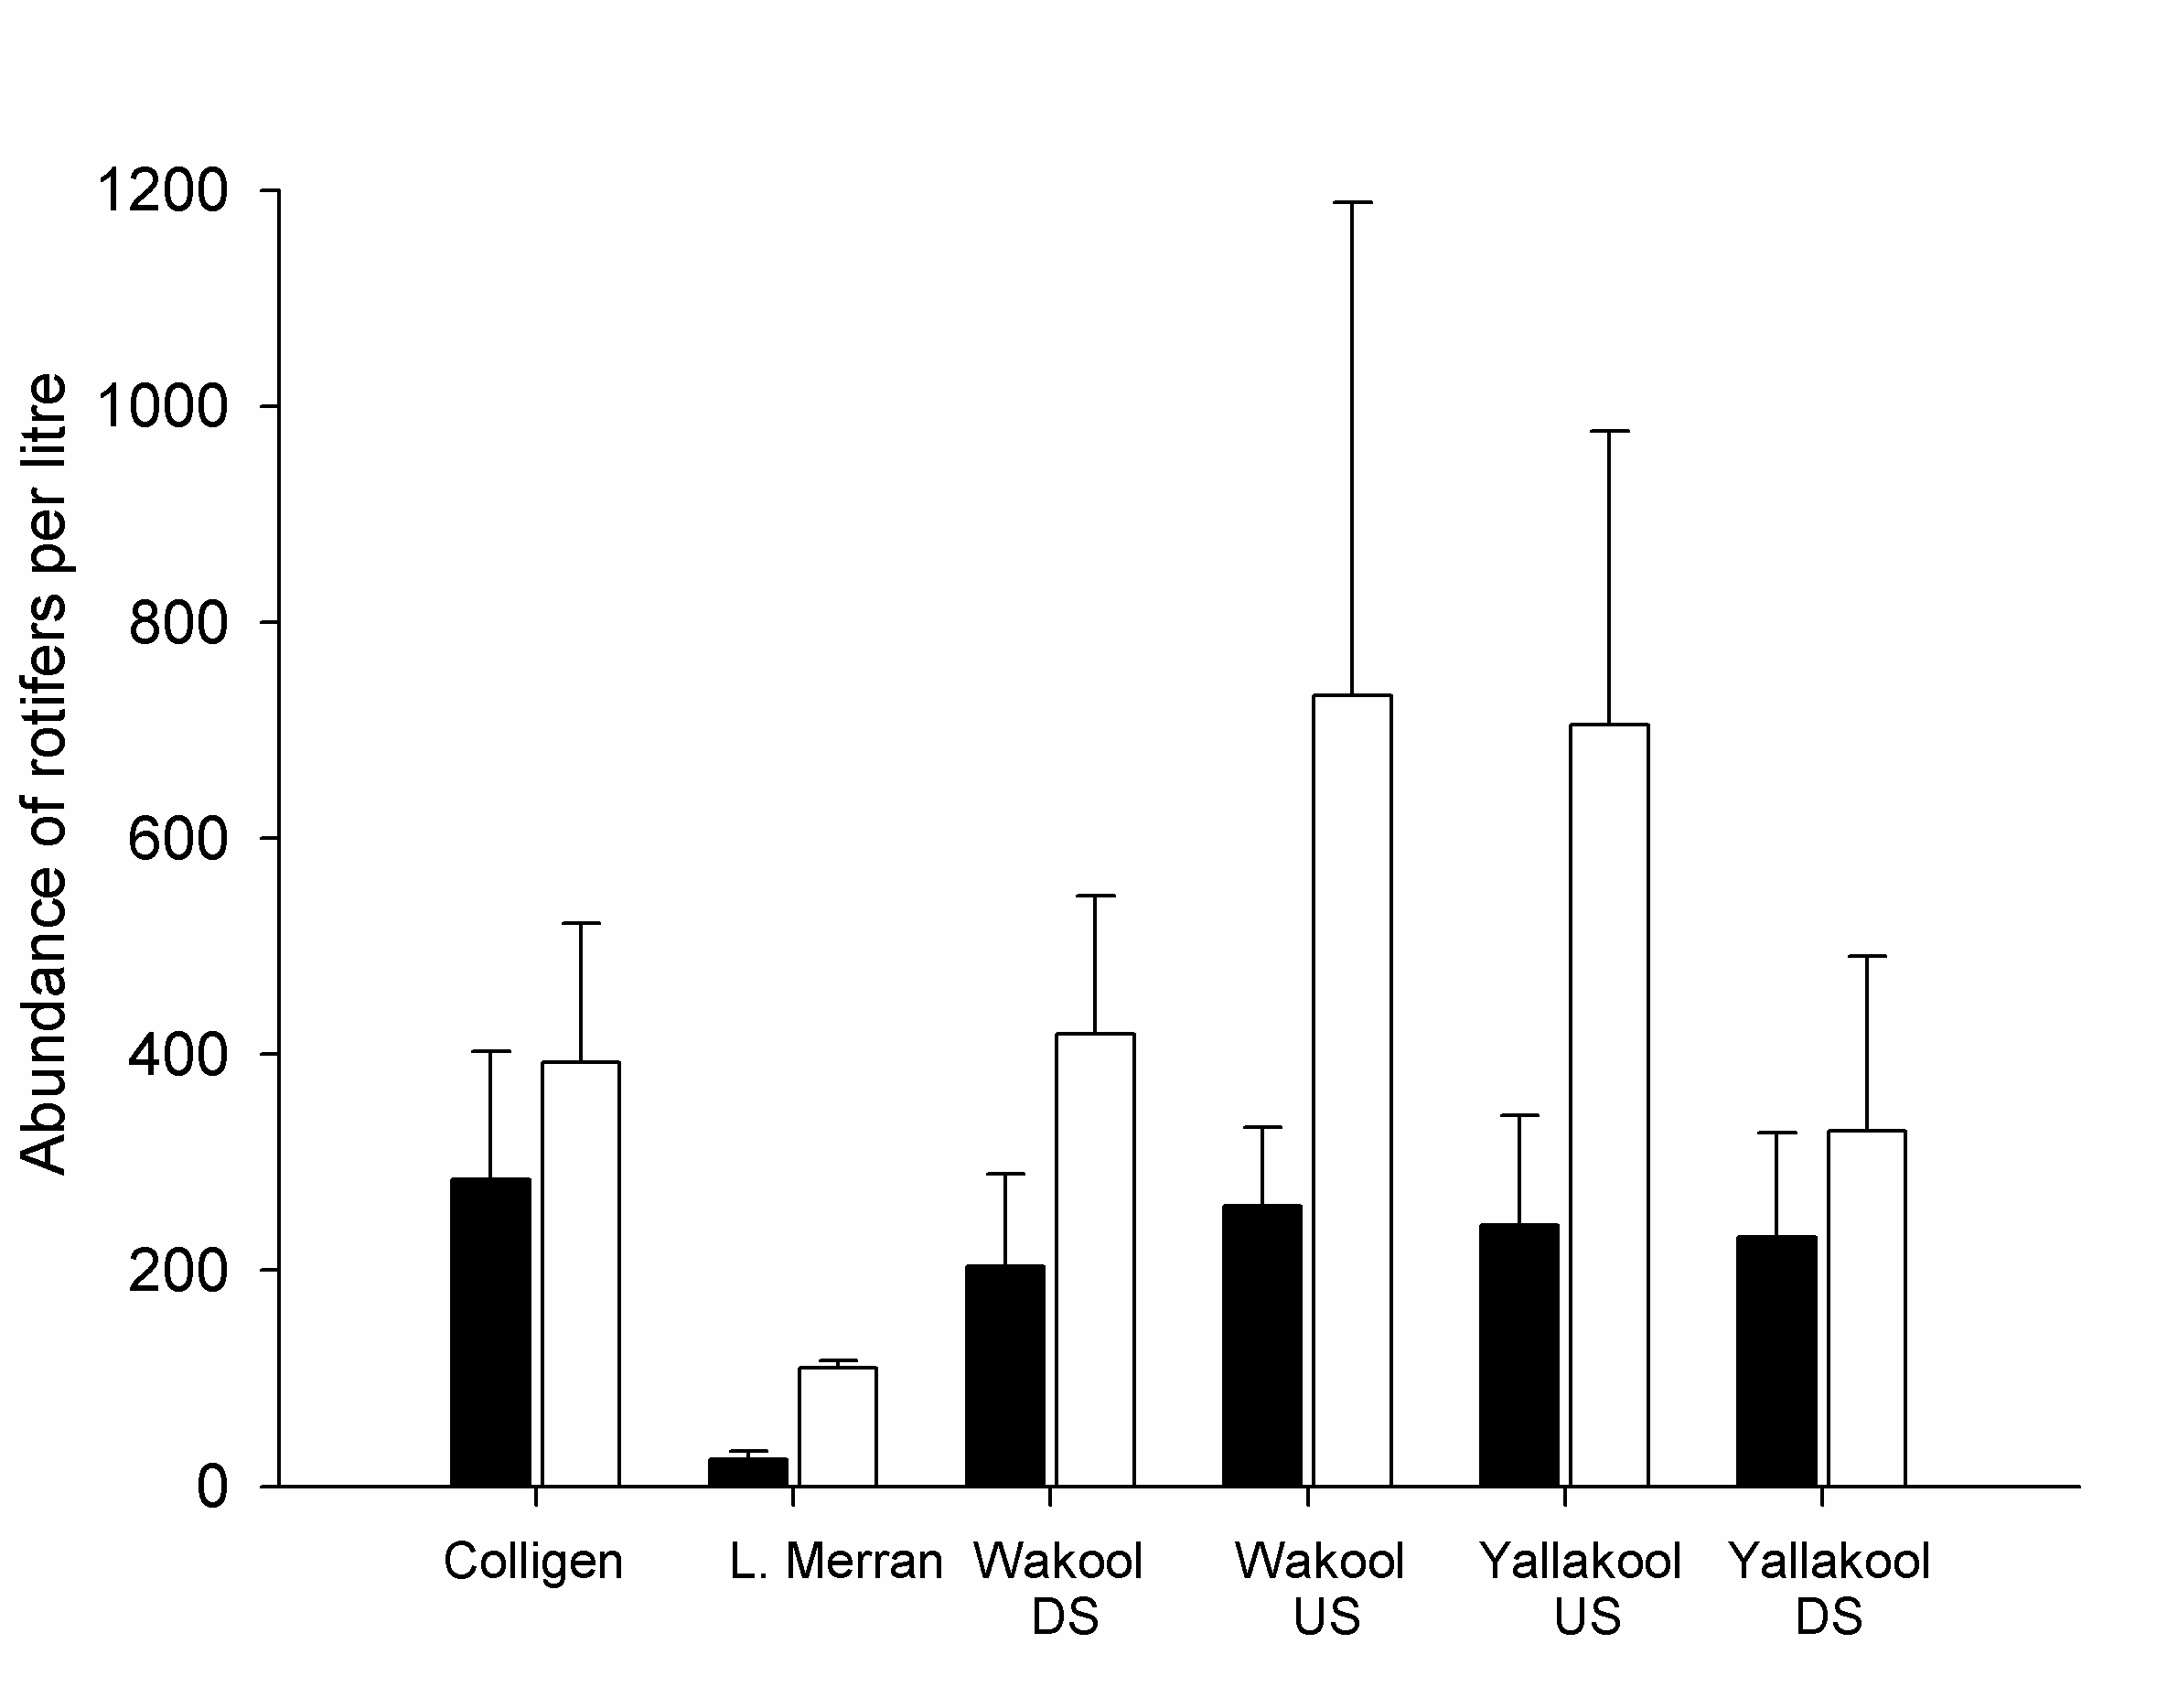 Abundance of rotifers per litre
1200
1000
800
600
400
200
0
Colligen
L. Merran
Wakool
DS
Wakool
US
Yallakool
US
Yallakool
DS